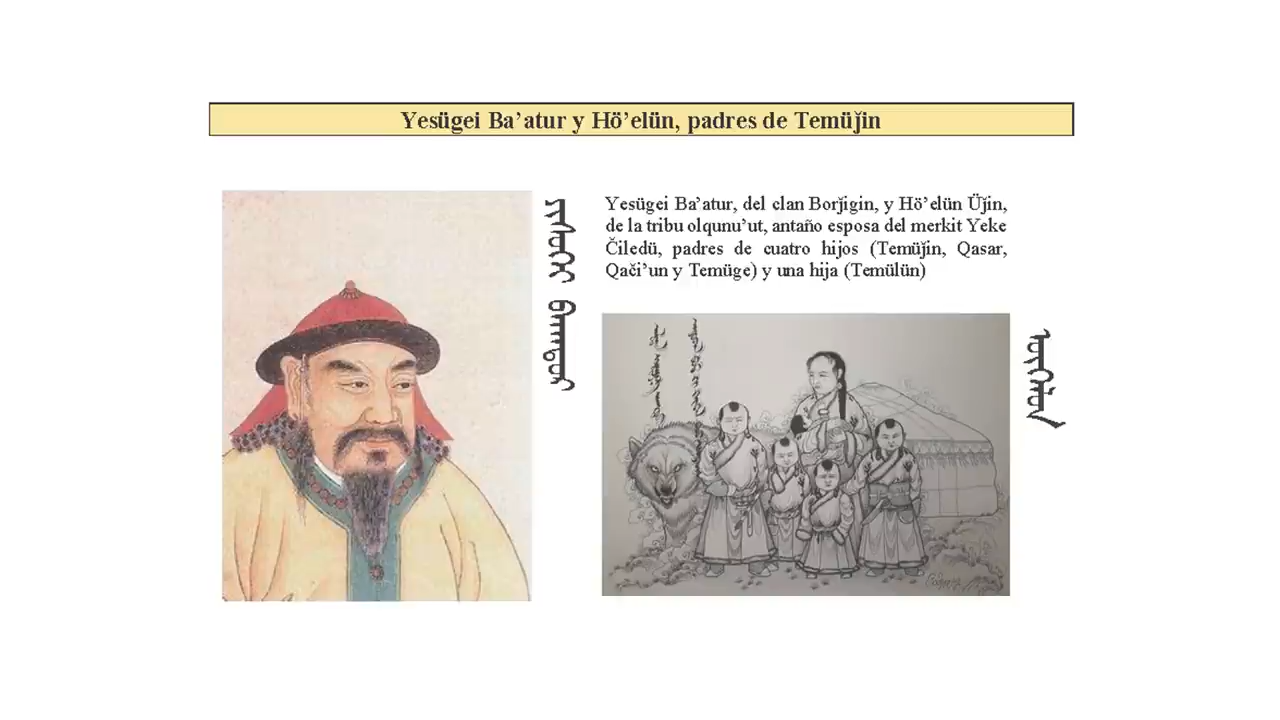 Yesügei Ba’atur y Hö’elün, padres de Temüǰin
Yesügei Ba’atur, del clan Borǰigin, y Hö’elün Üǰin,
de la tribu olqunu’ut, antaño esposa del merkit Yeke
Čiledü, padres de cuatro hijos (Temüǰin, Qasar,
Qači’un y Temüge) y una hija (Temülün)